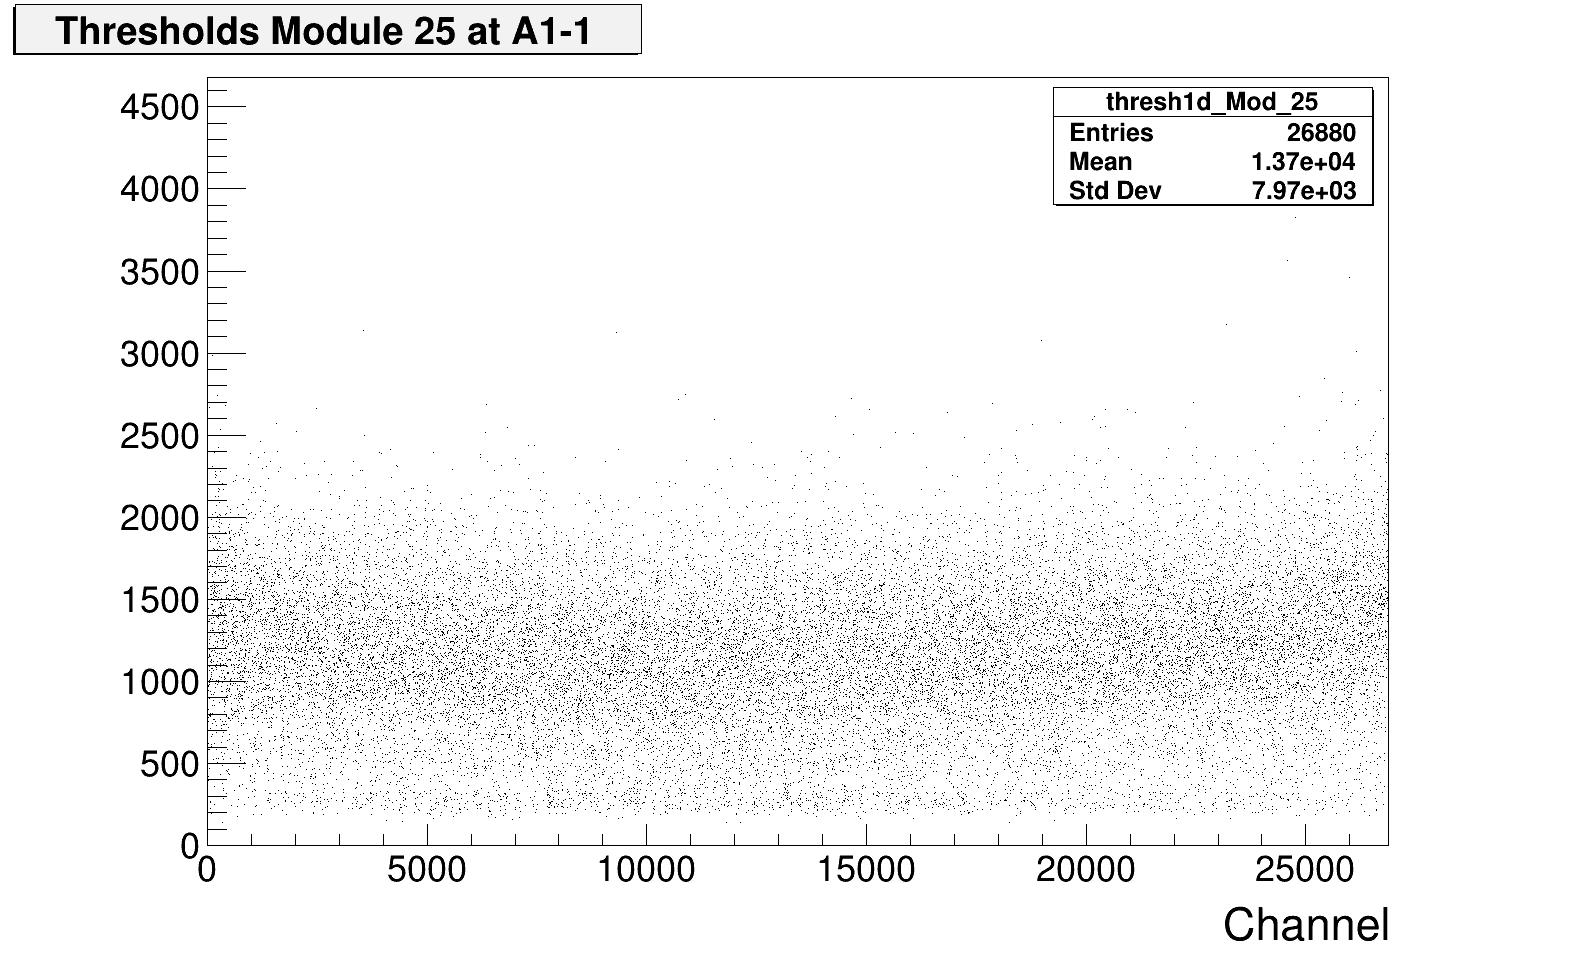 Thresholds Module 25 at A1-1
thresh1d_Mod_25
Entries 26880
Mean 1.37e+04
Std Dev 7.97e+03
4500
4000
3500
3000
2500
2000
1500
1000
500
0
0 5000 10000 15000 20000 25000
Channel